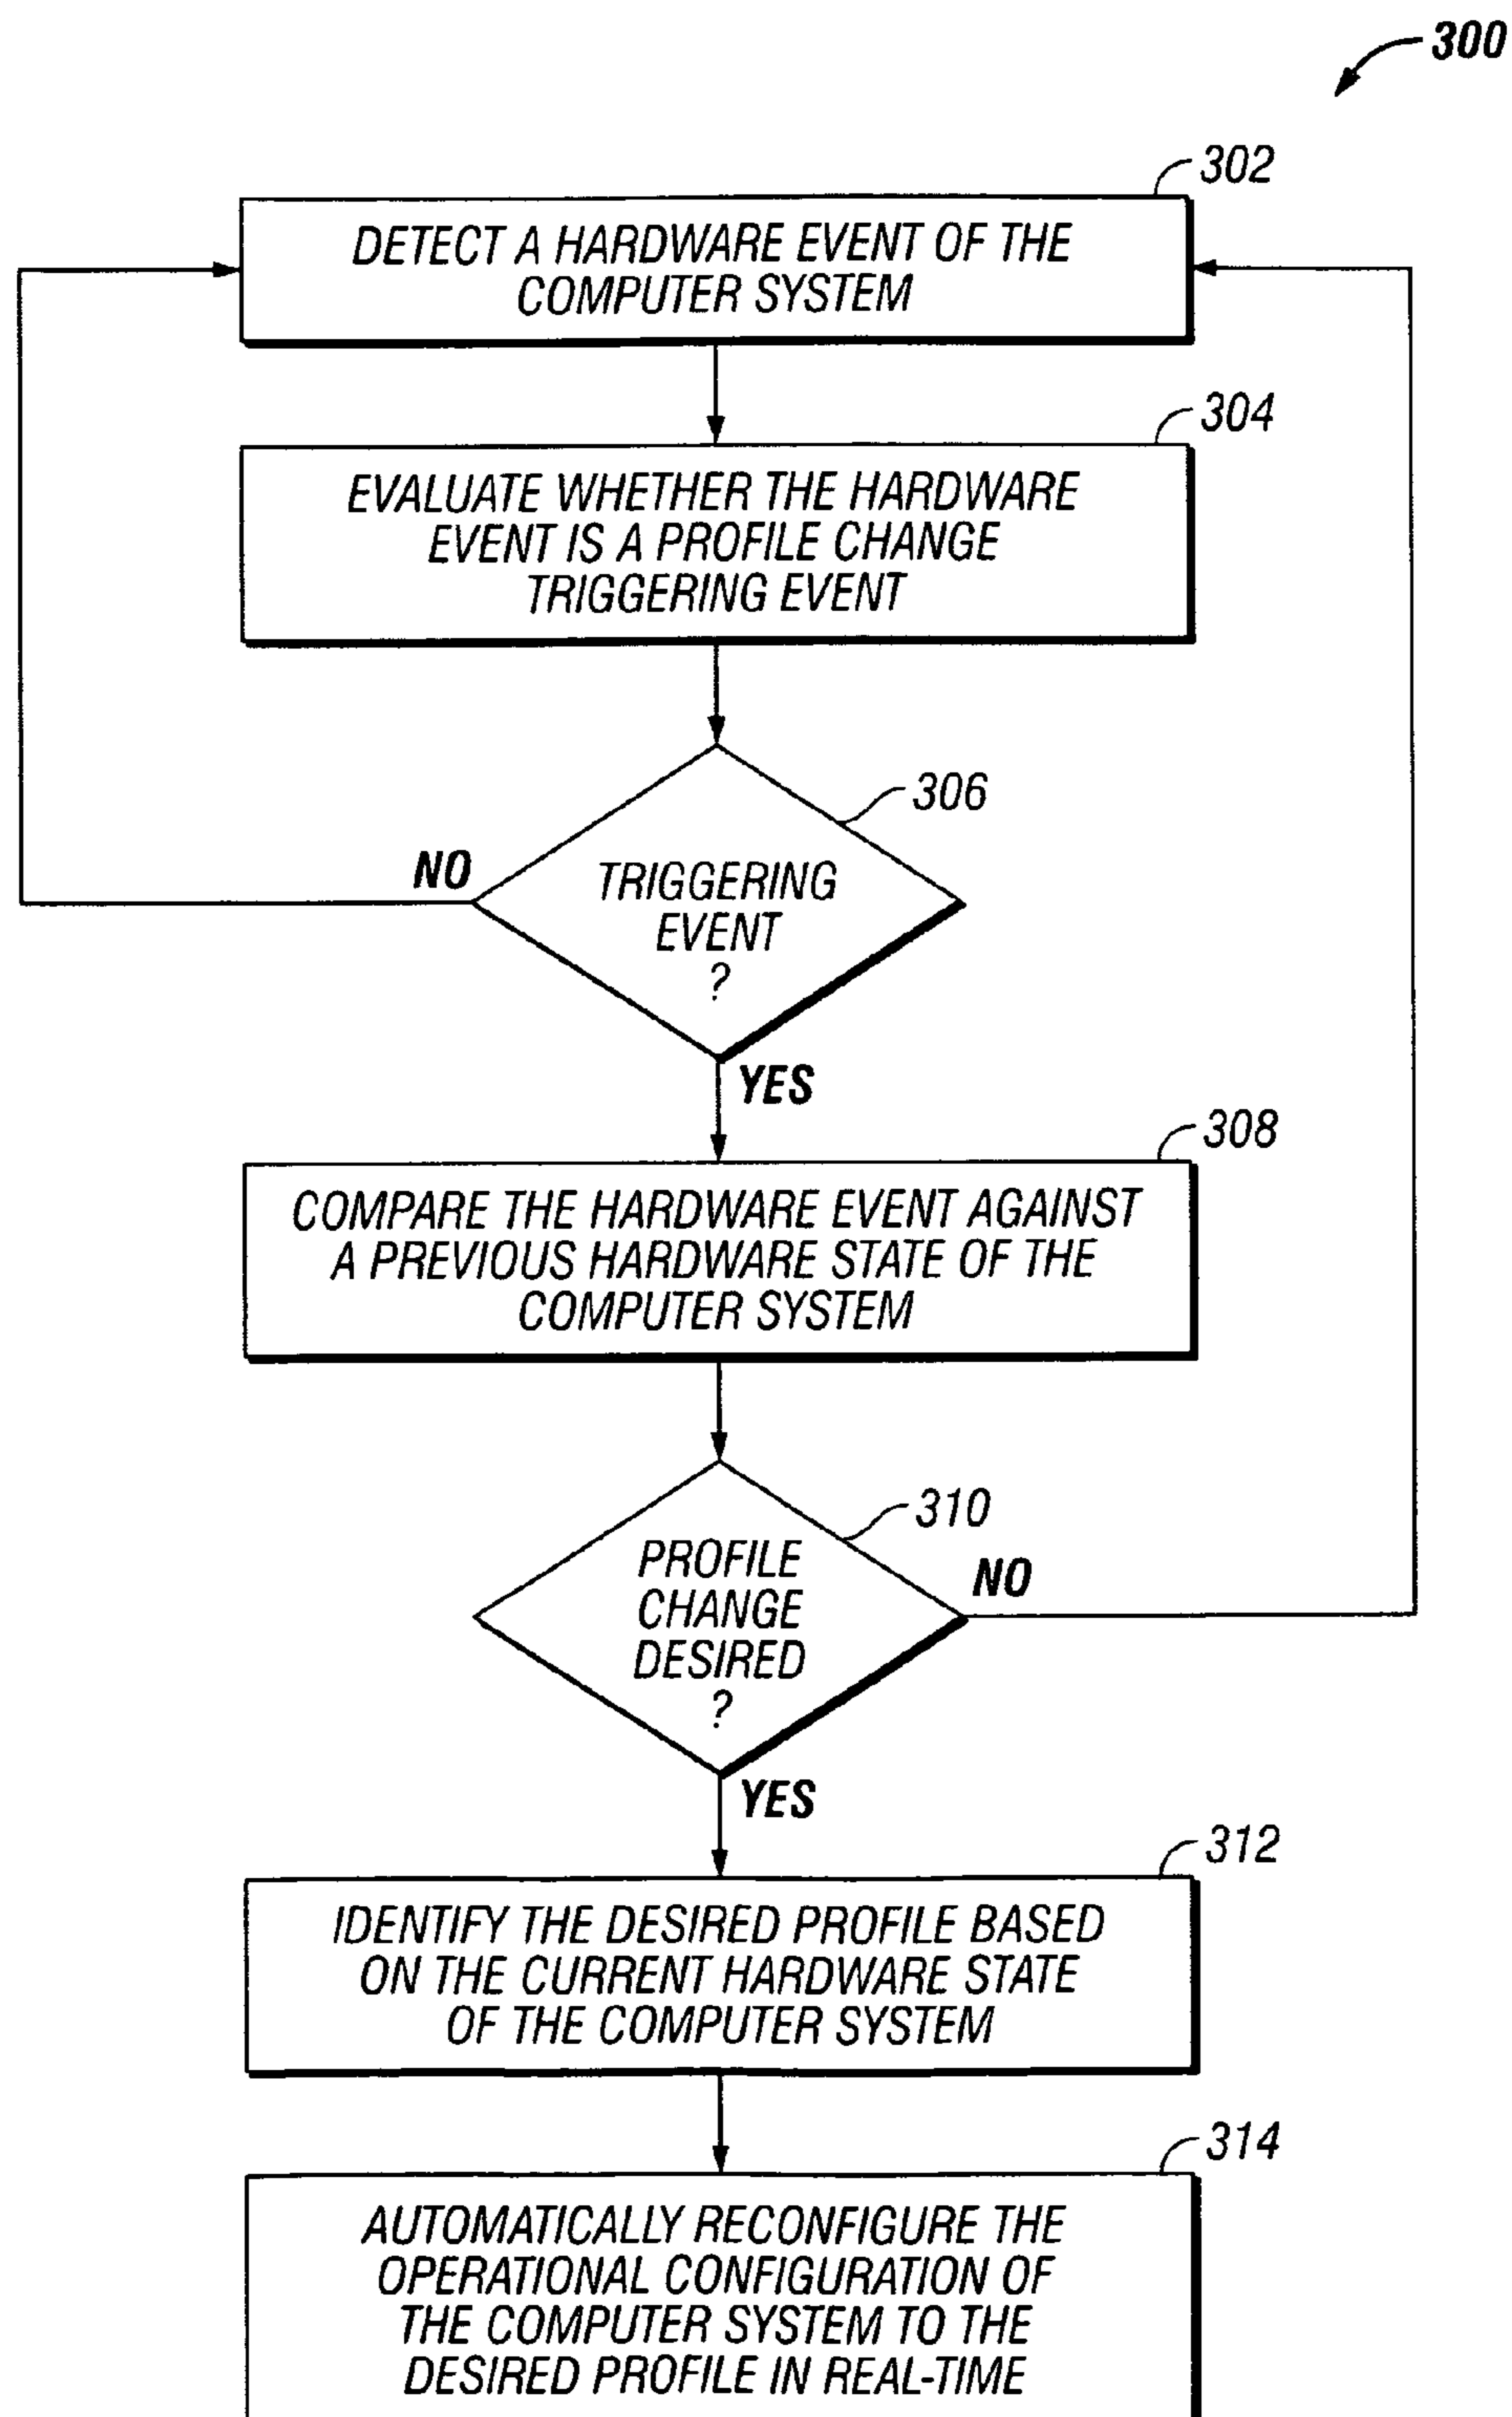 300
302
DETECT A HARDWARE EVENT OF THE
COMPUTER SYSTEM
304
EVALUATE WHETHER THE HARDWARE
EVENT IS A PROFILE CHANGE
TRIGGERING EVENT
306
NO
TRIGGERING
EVENT
?
YES
308
COMPARE THE HARDWARE EVENT AGAINST
A PREVIOUS HARDWARE STATE OF THE
COMPUTER SYSTEM
310
PROFILE
CHANGE
DESIRED
?
NO
YES
312
IDENTIFY THE DESIRED PROFILE BASED
ON THE CURRENT HARDWARE STATE
OF THE COMPUTER SYSTEM
314
AUTOMATICALLY RECONFIGURE THE
OPERATIONAL CONFIGURATION OF
THE COMPUTER SYSTEM TO THE
DESIRED PROFILE IN REAL-TIME